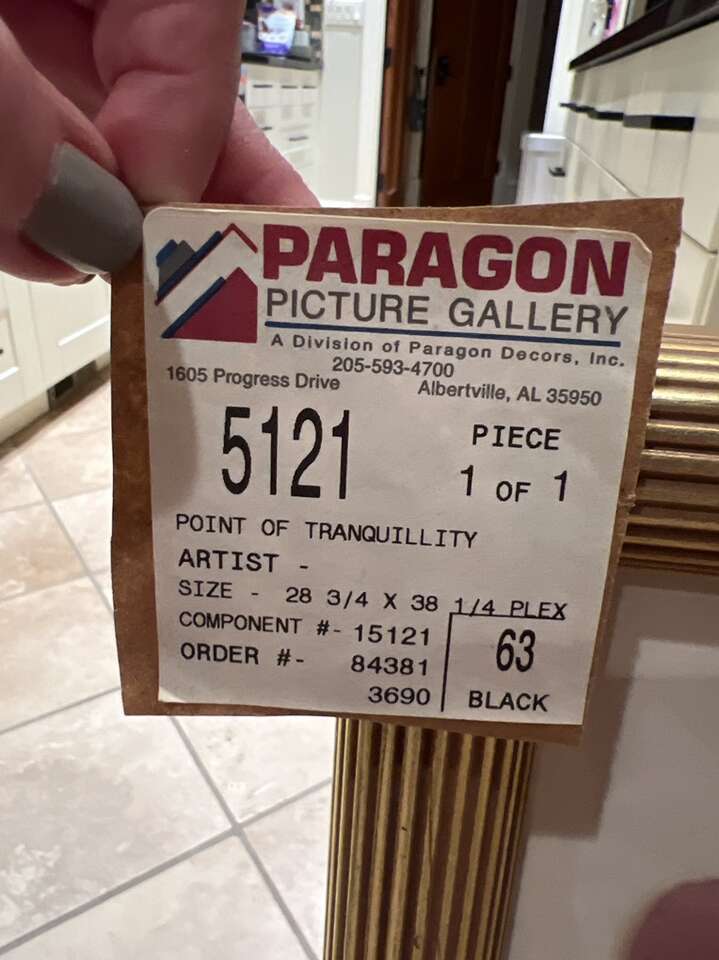 PARAGON
PICTURE GALLERY
A Division of Paragon Decors, Inc.
205-593-4700
1605 Progress Drive Albertville, AL 35950
5121
PIECE
1 OF 1
POINT OF TRANQUILLITY
ARTIST -
SIZE - 28 3/4 X 38 1/4 PLEX
COMPONENT #- 15121
63
ORDER #- 84381
3690
BLACK